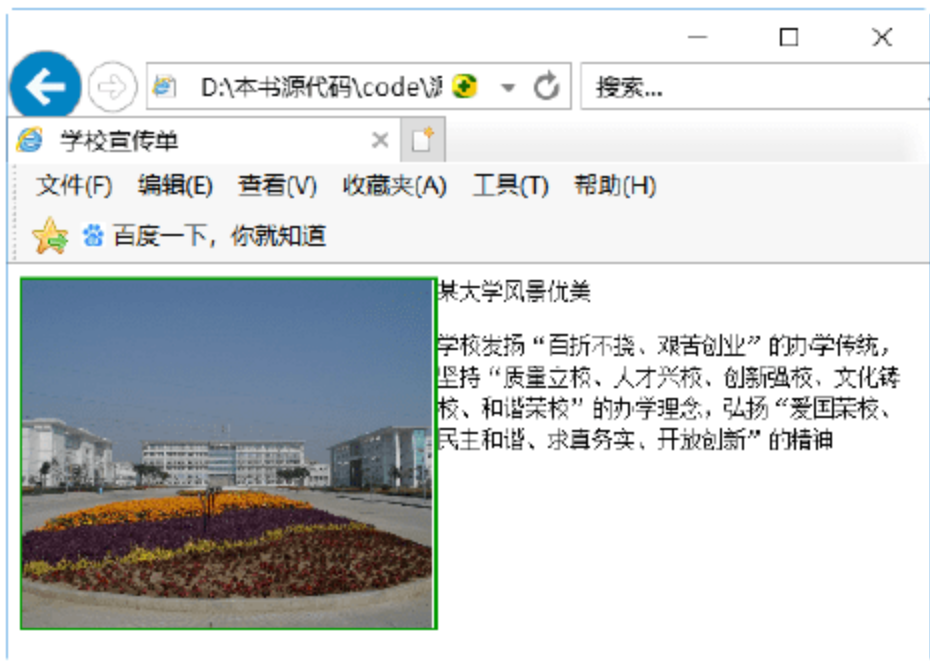 D:\本书源代码\code\
搜索...
学校宣传单
文件(F) 编辑(E) 查看(V) 收藏夹(A) 工具(T) 帮助(H)
百度一下，你就知道
某大学风景优美
学校发扬“百折不挠、艰苦创业”的办学传统，
坚持“质量立校、人才兴校、创新强校、文化铸
校、和谐荣校”的办学理念，弘扬“爱国荣校、
民主和谐、求真务实、开放创新”的精神